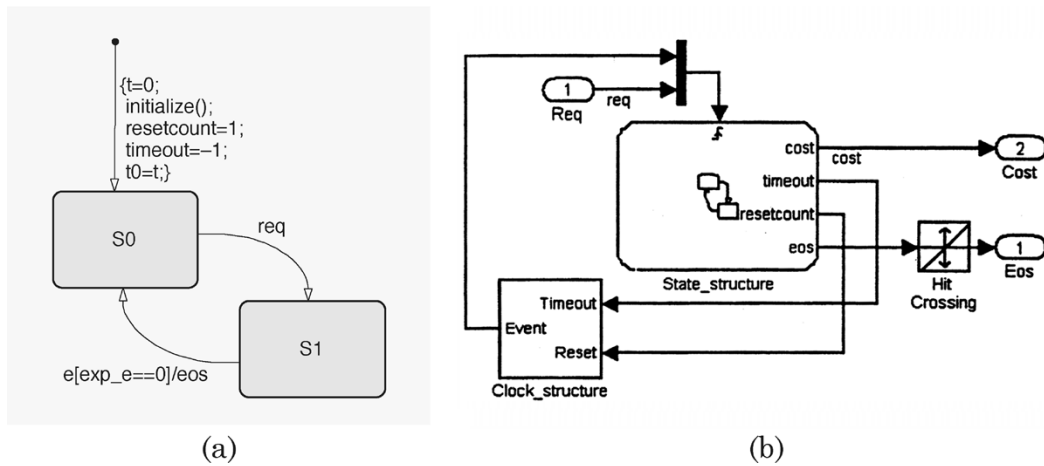 {t=0;
initialize();
resetcount=1;
timeout=−1;
t0=t;}
S0
req
S1
e[exp_e==0]/eos
(a)
1
Req
req
cost
timeout
resetcount
eos
State_structure
cost
2
Cost
1
Eos
Hit
Crossing
Timeout
Event
Reset
Clock_structure
(b)